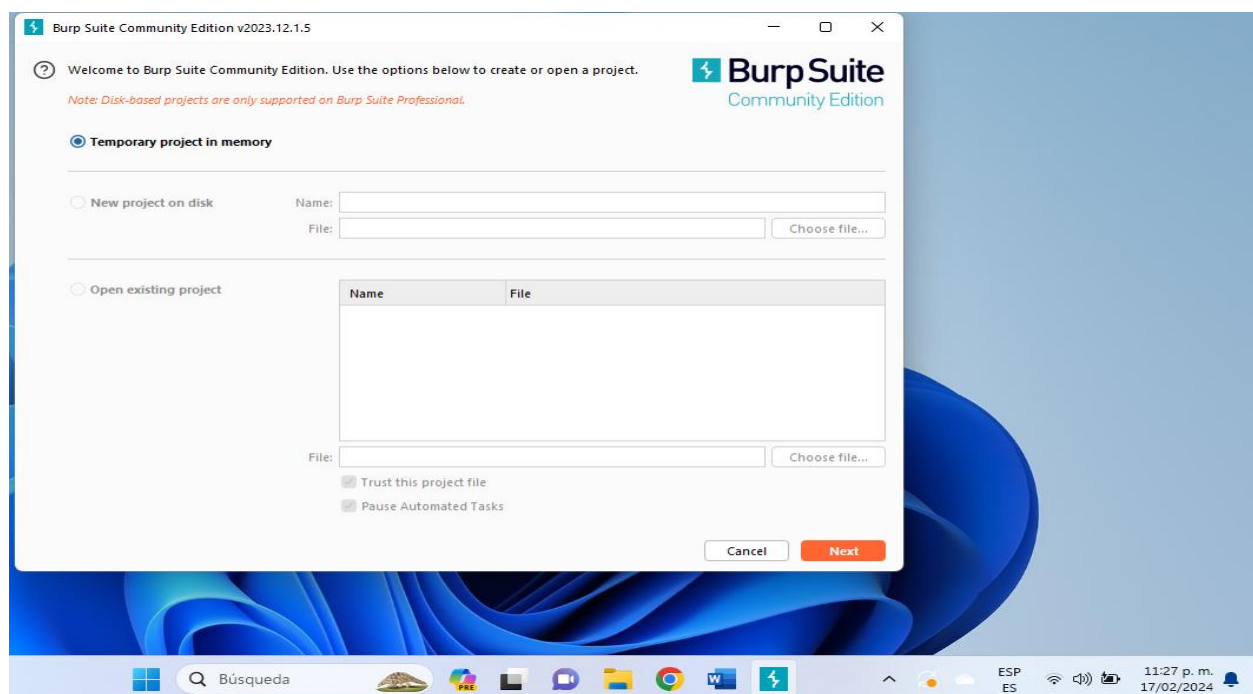 Burp Suite Community Edition v2023.12.1.5
Welcome to Burp Suite Community Edition. Use the options below to create or open a project.
Note: Disk-based projects are only supported on Burp Suite Professional.
Burp Suite
Community Edition
Temporary project in memory
New project on disk
Name:
File:
Choose file...
Open existing project
Name File
File:
Choose file...
Trust this project file
Pause Automated Tasks
Cancel
Next
Búsqueda
PRE
ESP
ES
11:27 p. m.
17/02/2024